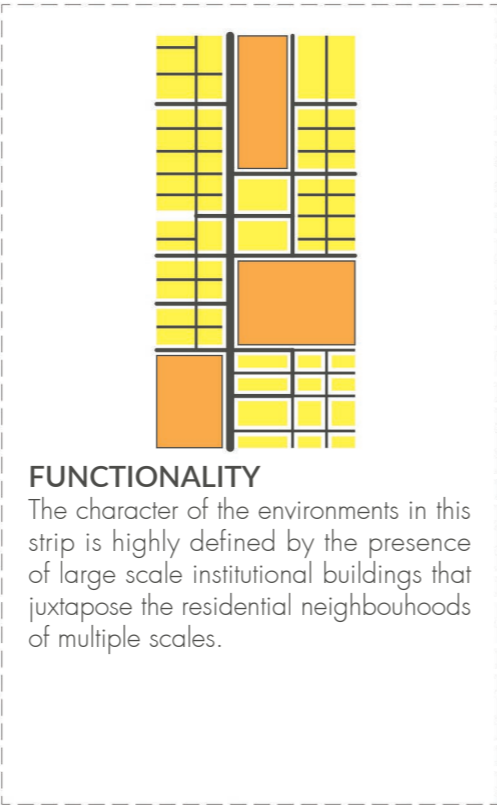 FUNCTIONALITY
The character of the environments in this
strip is highly defined by the presence
of large scale institutional buildings that
juxtapose the residential neighbouhoods
of multiple scales.